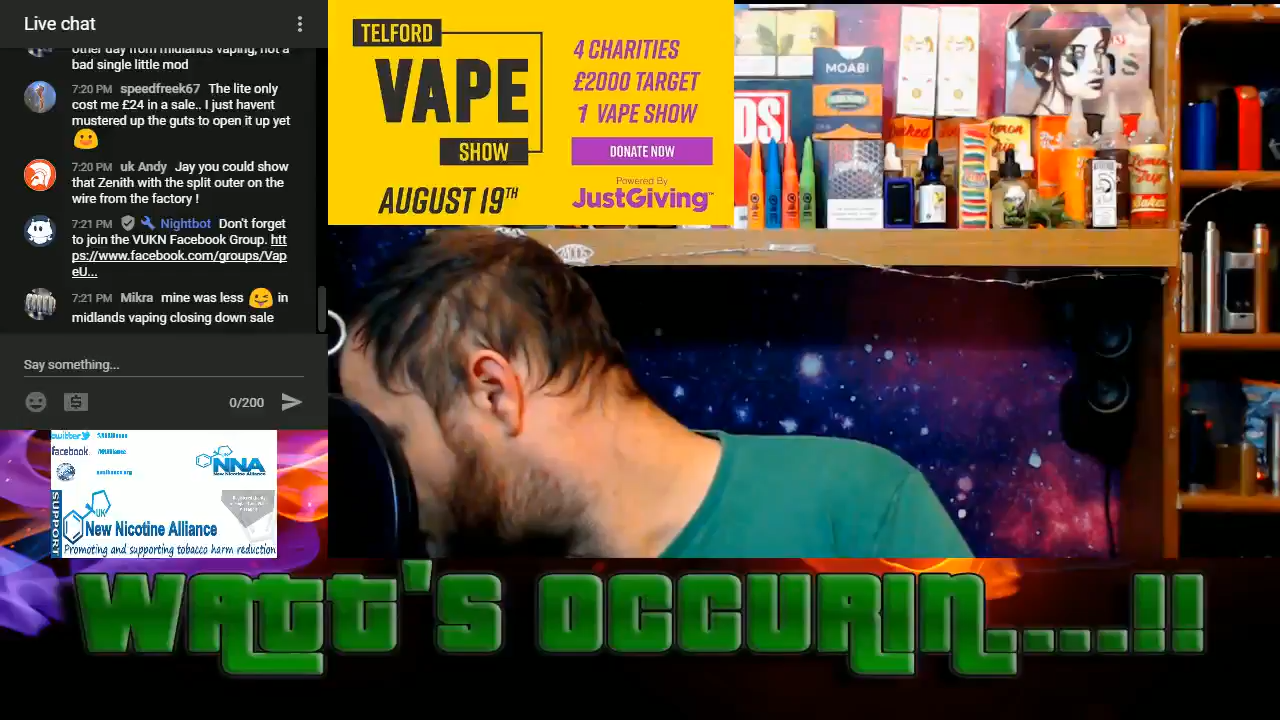 Live chat
other day from midlands vaping, not a
bad single little mod
7:20 PM speedfreek67 The lite only
cost me £24 in a sale.. I just havent
mustered up the guts to open it up yet
7:20 PM uk Andy Jay you could show
that Zenith with the split outer on the
wire from the factory !
7:21 PM Nightbot Don't forget
to join the VUKN Facebook Group. htt
ps://www.facebook.com/groups/Vap
eU...
7:21 PM Mikra mine was less in
midlands vaping closing down sale
Say something...
0/200
TELFORD
VAPE
SHOW
AUGUST 19TH
4 CHARITIES
£2000 TARGET
1 VAPE SHOW
DONATE NOW
Powered By
JustGiving™
MOABI
twitter
facebook
NNA
New Nicotine Alliance
SUPPORT
UK
New Nicotine Alliance
Promoting and supporting tobacco harm reduction
WATT'S OCCURIN....!!